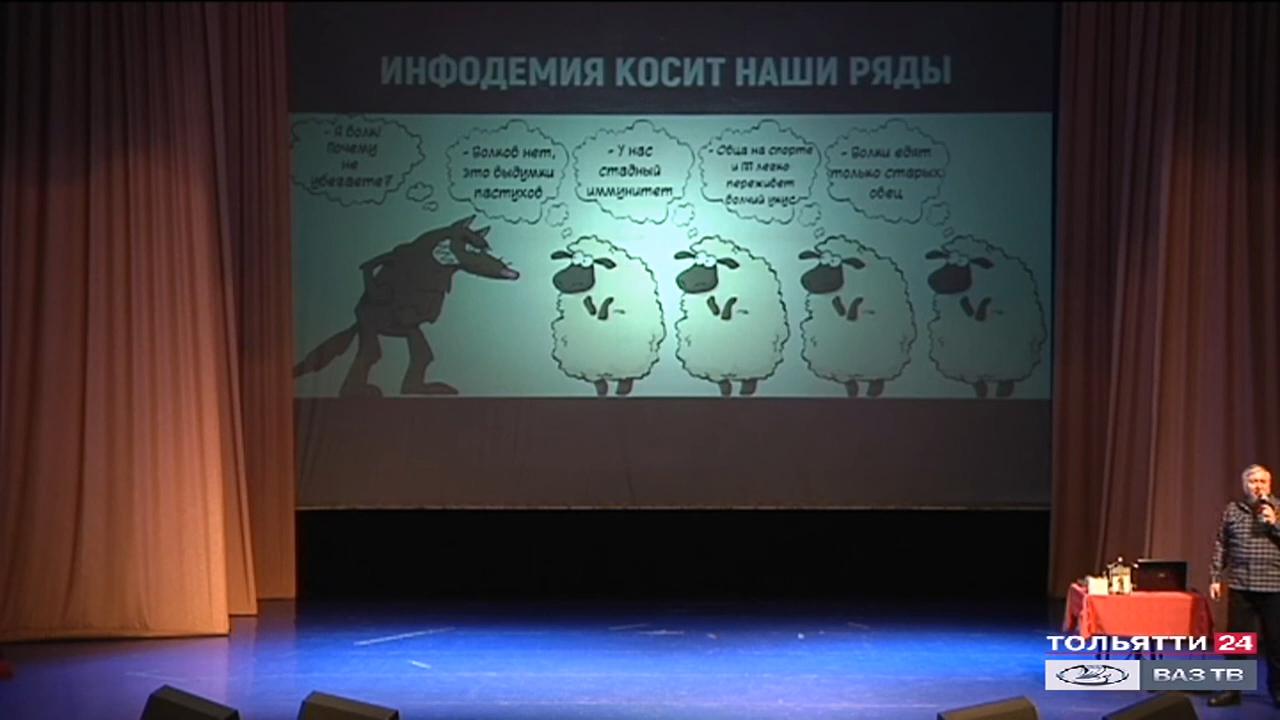 ИНФОДЕМИЯ КОСИТ НАШИ РЯДЫ
- Я волк!
Почему
не
убегаете?
- Волков нет,
это выдумки
пастухов
- У нас
стадный
иммунитет
- Овца на спорте
и ПП легко
переживет
волчий укус
- Волки едят
только старых
овец
ТОЛЬЯТТИ 24
ВАЗ ТВ